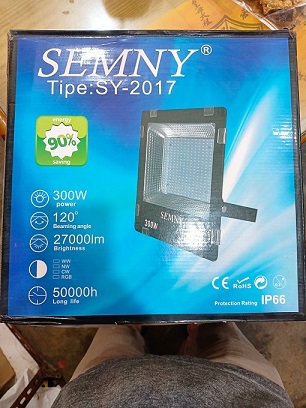 SEMNY®
Tipe:SY-2017
energy
90%
saving
SEMNY
300W
300W
power
120°
Beaming angle
27000lm
Brightness
WW
NW
CW
RGB
50000h
Long life
CE
Protection Rating IP66